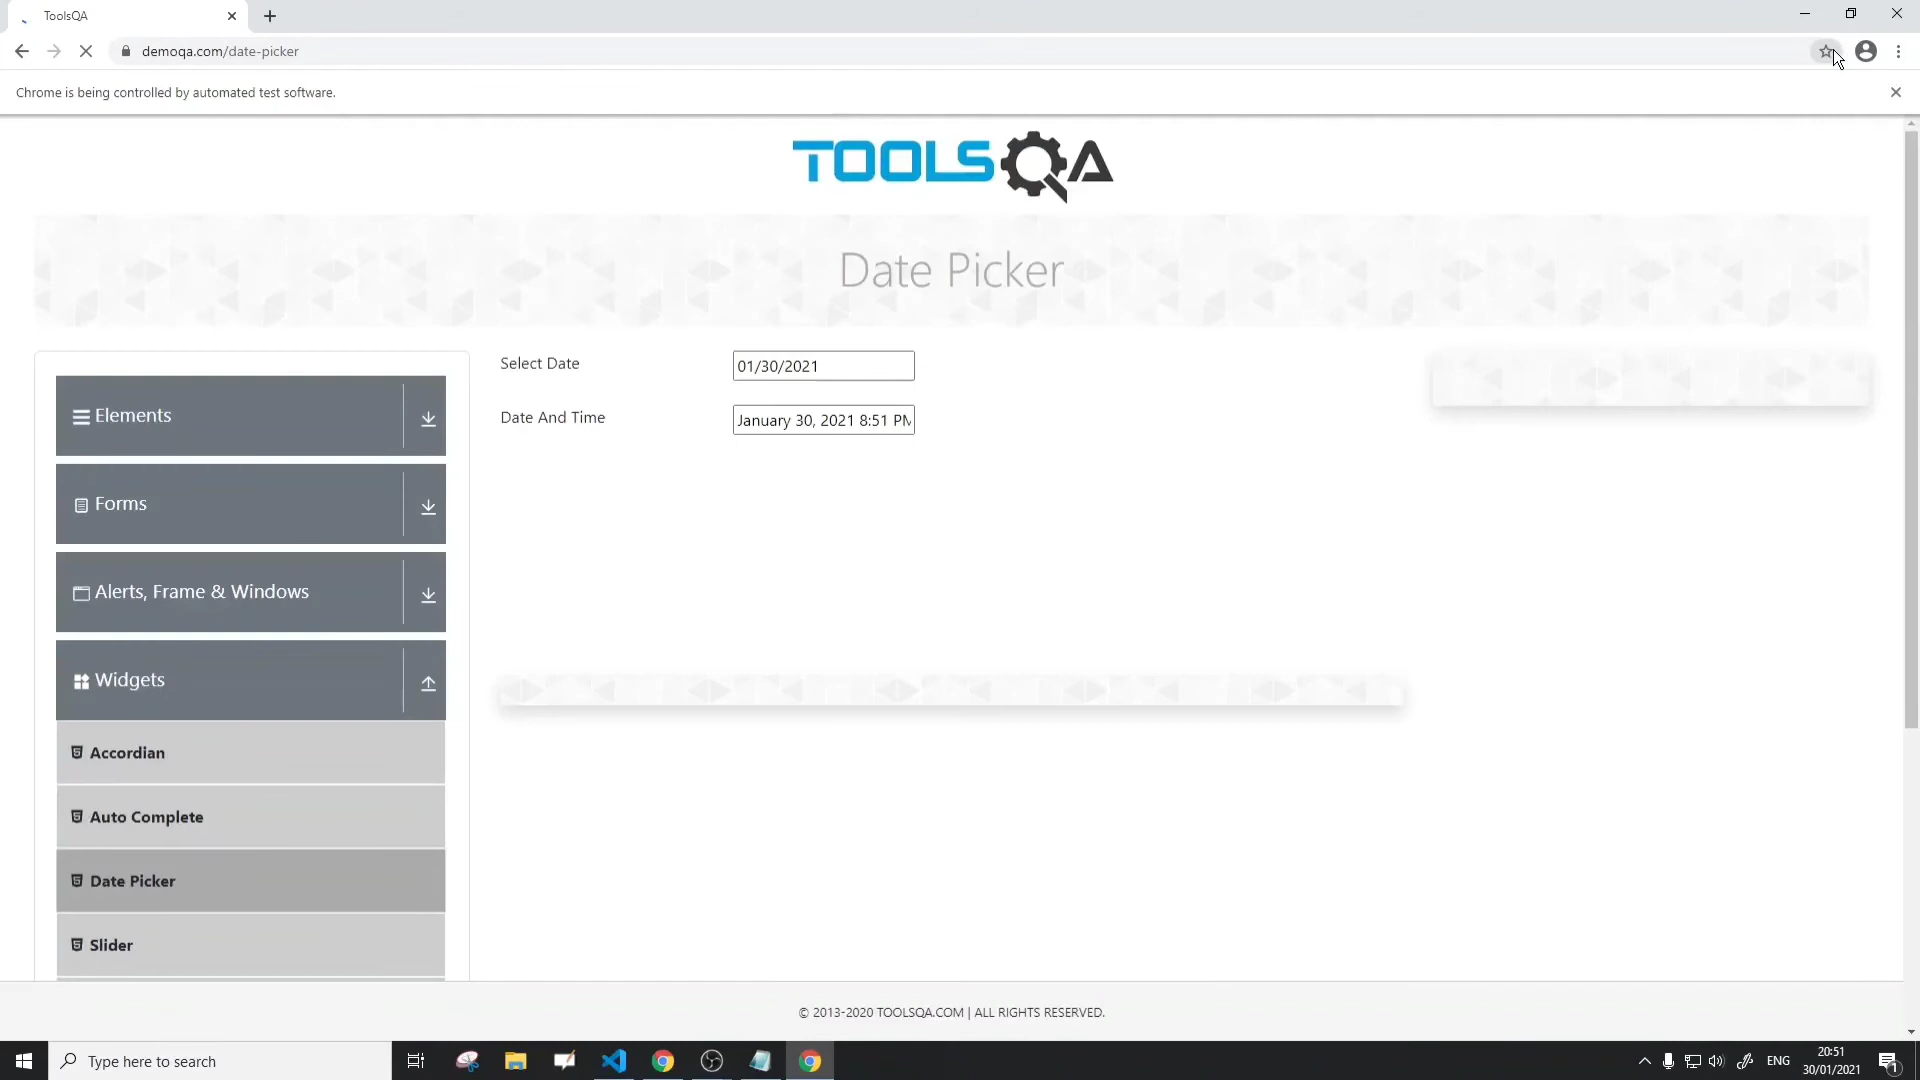 ToolsQA
demoqa.com/date-picker
Chrome is being controlled by automated test software.
TOOLSQA
Date Picker
Elements
Forms
Alerts, Frame & Windows
Widgets
Accordian
Auto Complete
Date Picker
Slider
Select Date
01/30/2021
Date And Time
January 30, 2021 8:51 PM
© 2013-2020 TOOLSQA.COM | ALL RIGHTS RESERVED.
Type here to search
ENG
20:51
30/01/2021
1